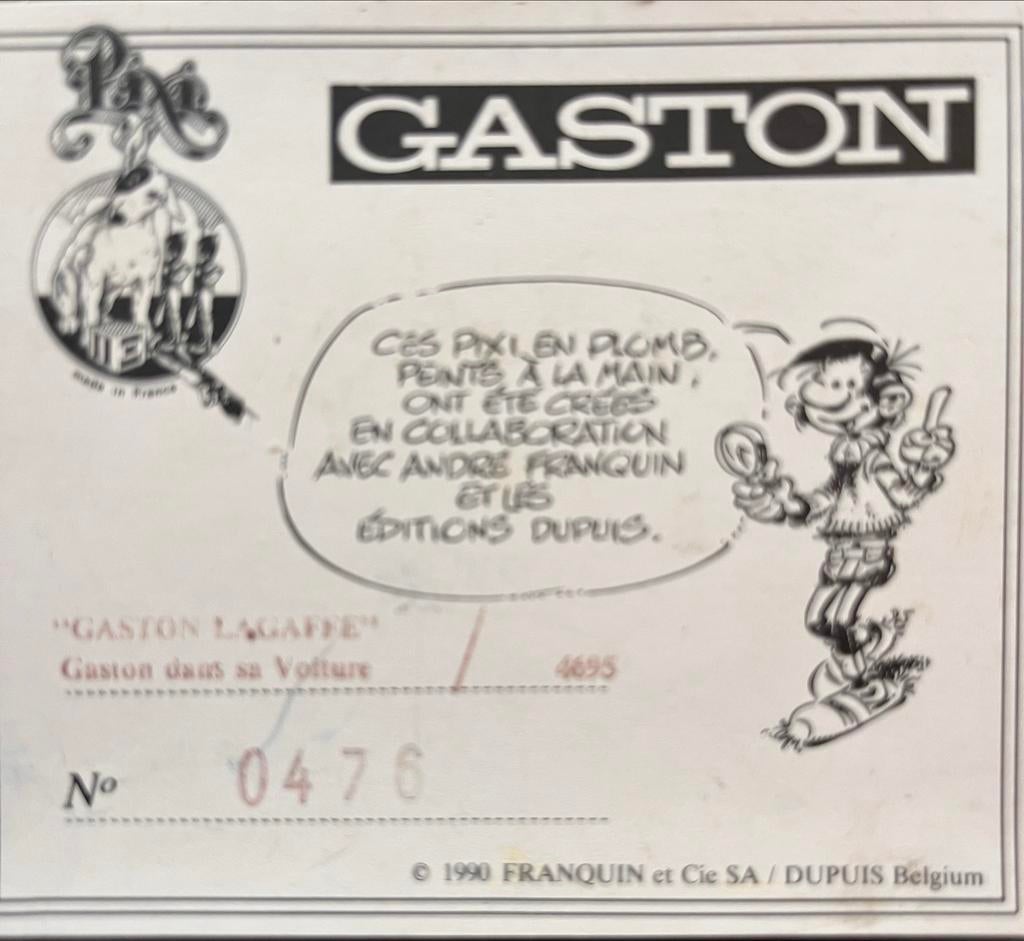 Pixi
GASTON
made in France
CES PIXI EN PLOMB,
PEINTS À LA MAIN,
ONT ÉTÉ CREES
EN COLLABORATION
AVEC ANDRÉ FRANQUIN
ET LES
ÉDITIONS DUPUIS.
"GASTON LAGAFFE"
Gaston dans sa Voiture / 4695
Nº 0476
© 1990 FRANQUIN et Cie SA / DUPUIS Belgium